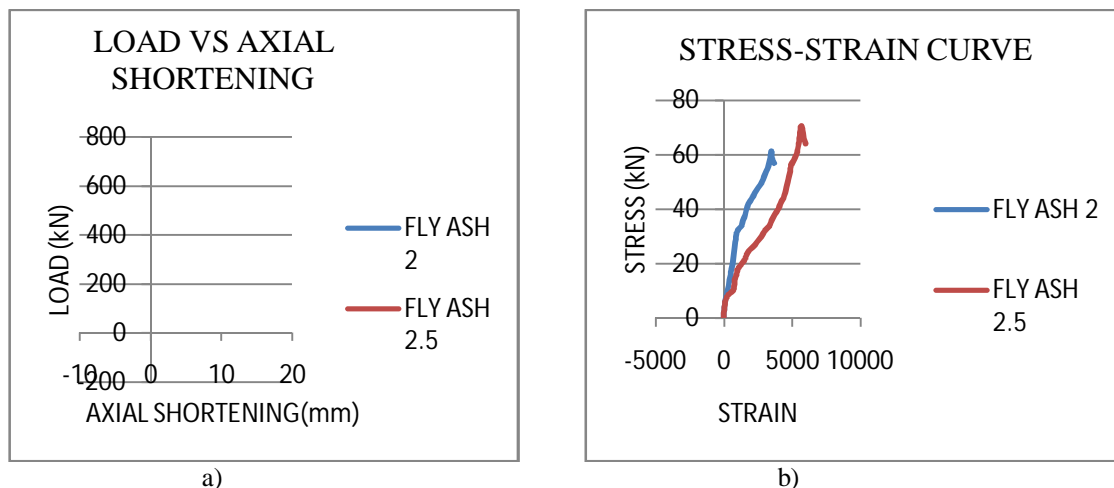 LOAD VS AXIAL
SHORTENING
800
600
400
200
0
-200
-10 0 10 20
LOAD (kN)
AXIAL SHORTENING(mm)
FLY ASH
2
FLY ASH
2.5
a)
STRESS-STRAIN CURVE
80
60
40
20
0
-5000 0 5000 10000
STRESS (kN)
STRAIN
FLY ASH 2
FLY ASH
2.5
b)